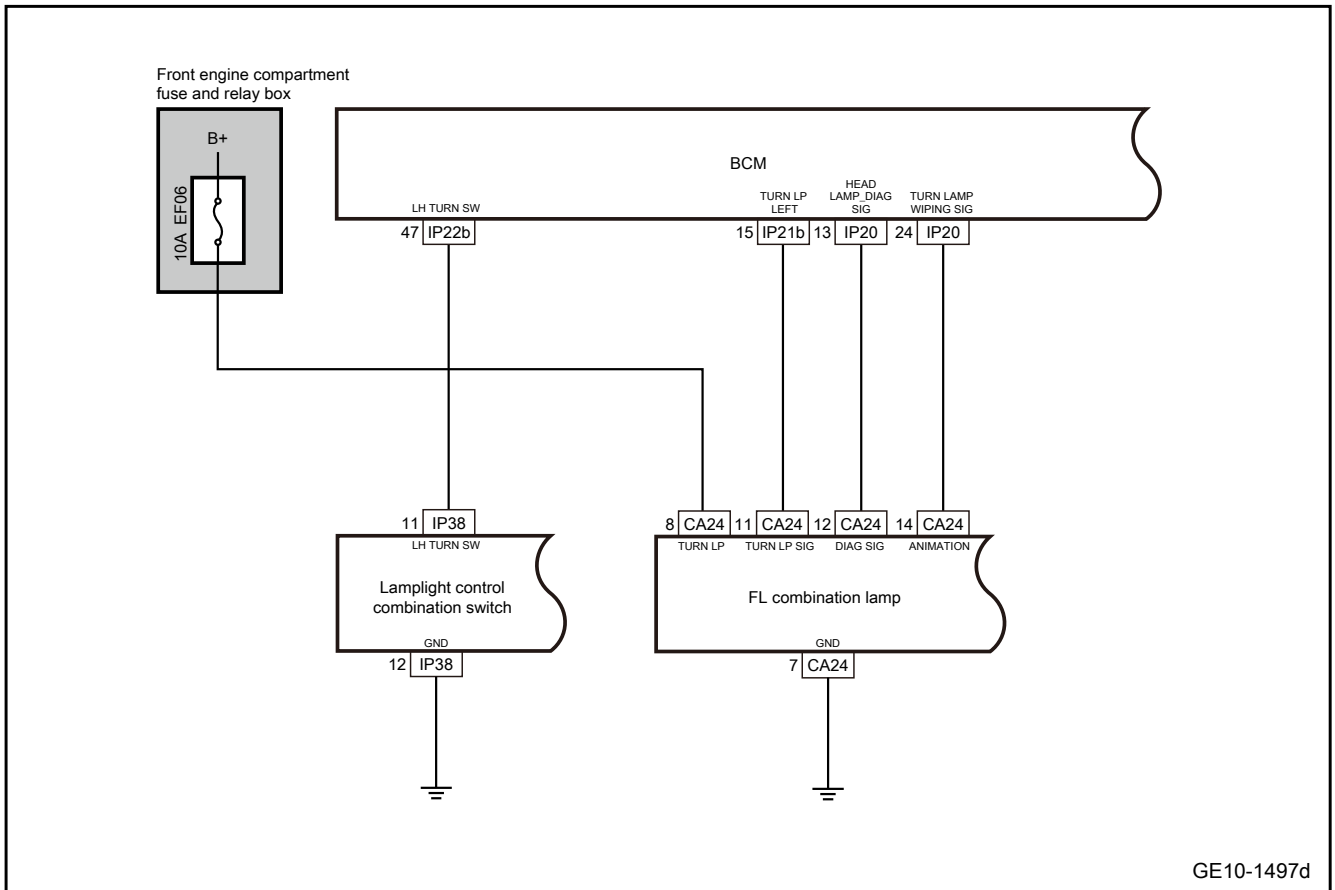 Front engine compartment
fuse and relay box
B+
10A EF06
BCM
LH TURN SW
TURN LP
LEFT
HEAD
LAMP_DIAG
SIG
TURN LAMP
WIPING SIG
47 IP22b
15 IP21b
13 IP20
24 IP20
11 IP38
LH TURN SW
Lamplight control
combination switch
GND
12 IP38
8 CA24
11 CA24
12 CA24
14 CA24
TURN LP
TURN LP SIG
DIAG SIG
ANIMATION
FL combination lamp
GND
7 CA24
GE10-1497d